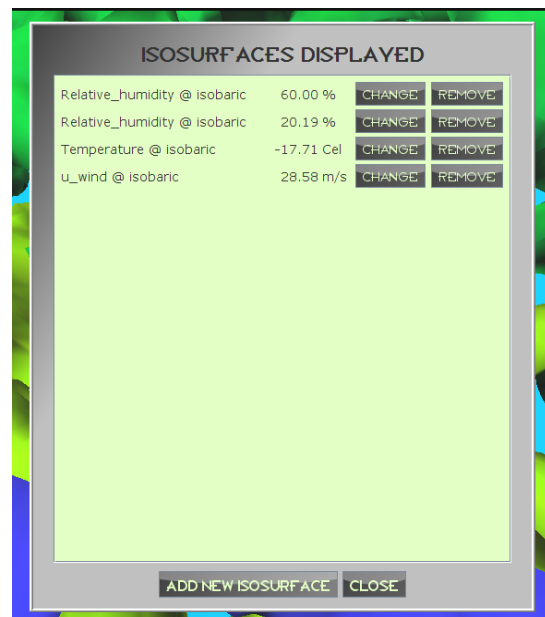 ISOSURFACES DISPLAYED
Relative_humidity @ isobaric 60.00 % CHANGE REMOVE
Relative_humidity @ isobaric 20.19 % CHANGE REMOVE
Temperature @ isobaric -17.71 Cel CHANGE REMOVE
u_wind @ isobaric 28.58 m/s CHANGE REMOVE
ADD NEW ISOSURFACE CLOSE